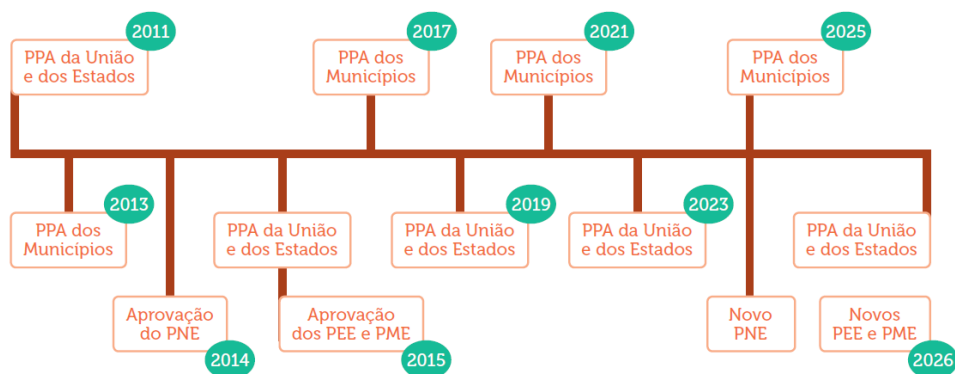 2011
PPA da União
e dos Estados
2017
PPA dos
Municípios
2021
PPA dos
Municípios
2025
PPA dos
Municípios
2013
PPA dos
Municípios
PPA da União
e dos Estados
2019
PPA da União
e dos Estados
2023
PPA da União
e dos Estados
PPA da União
e dos Estados
Aprovação
do PNE
2014
Aprovação
dos PEE e PME
2015
Novo
PNE
Novos
PEE e PME
2026